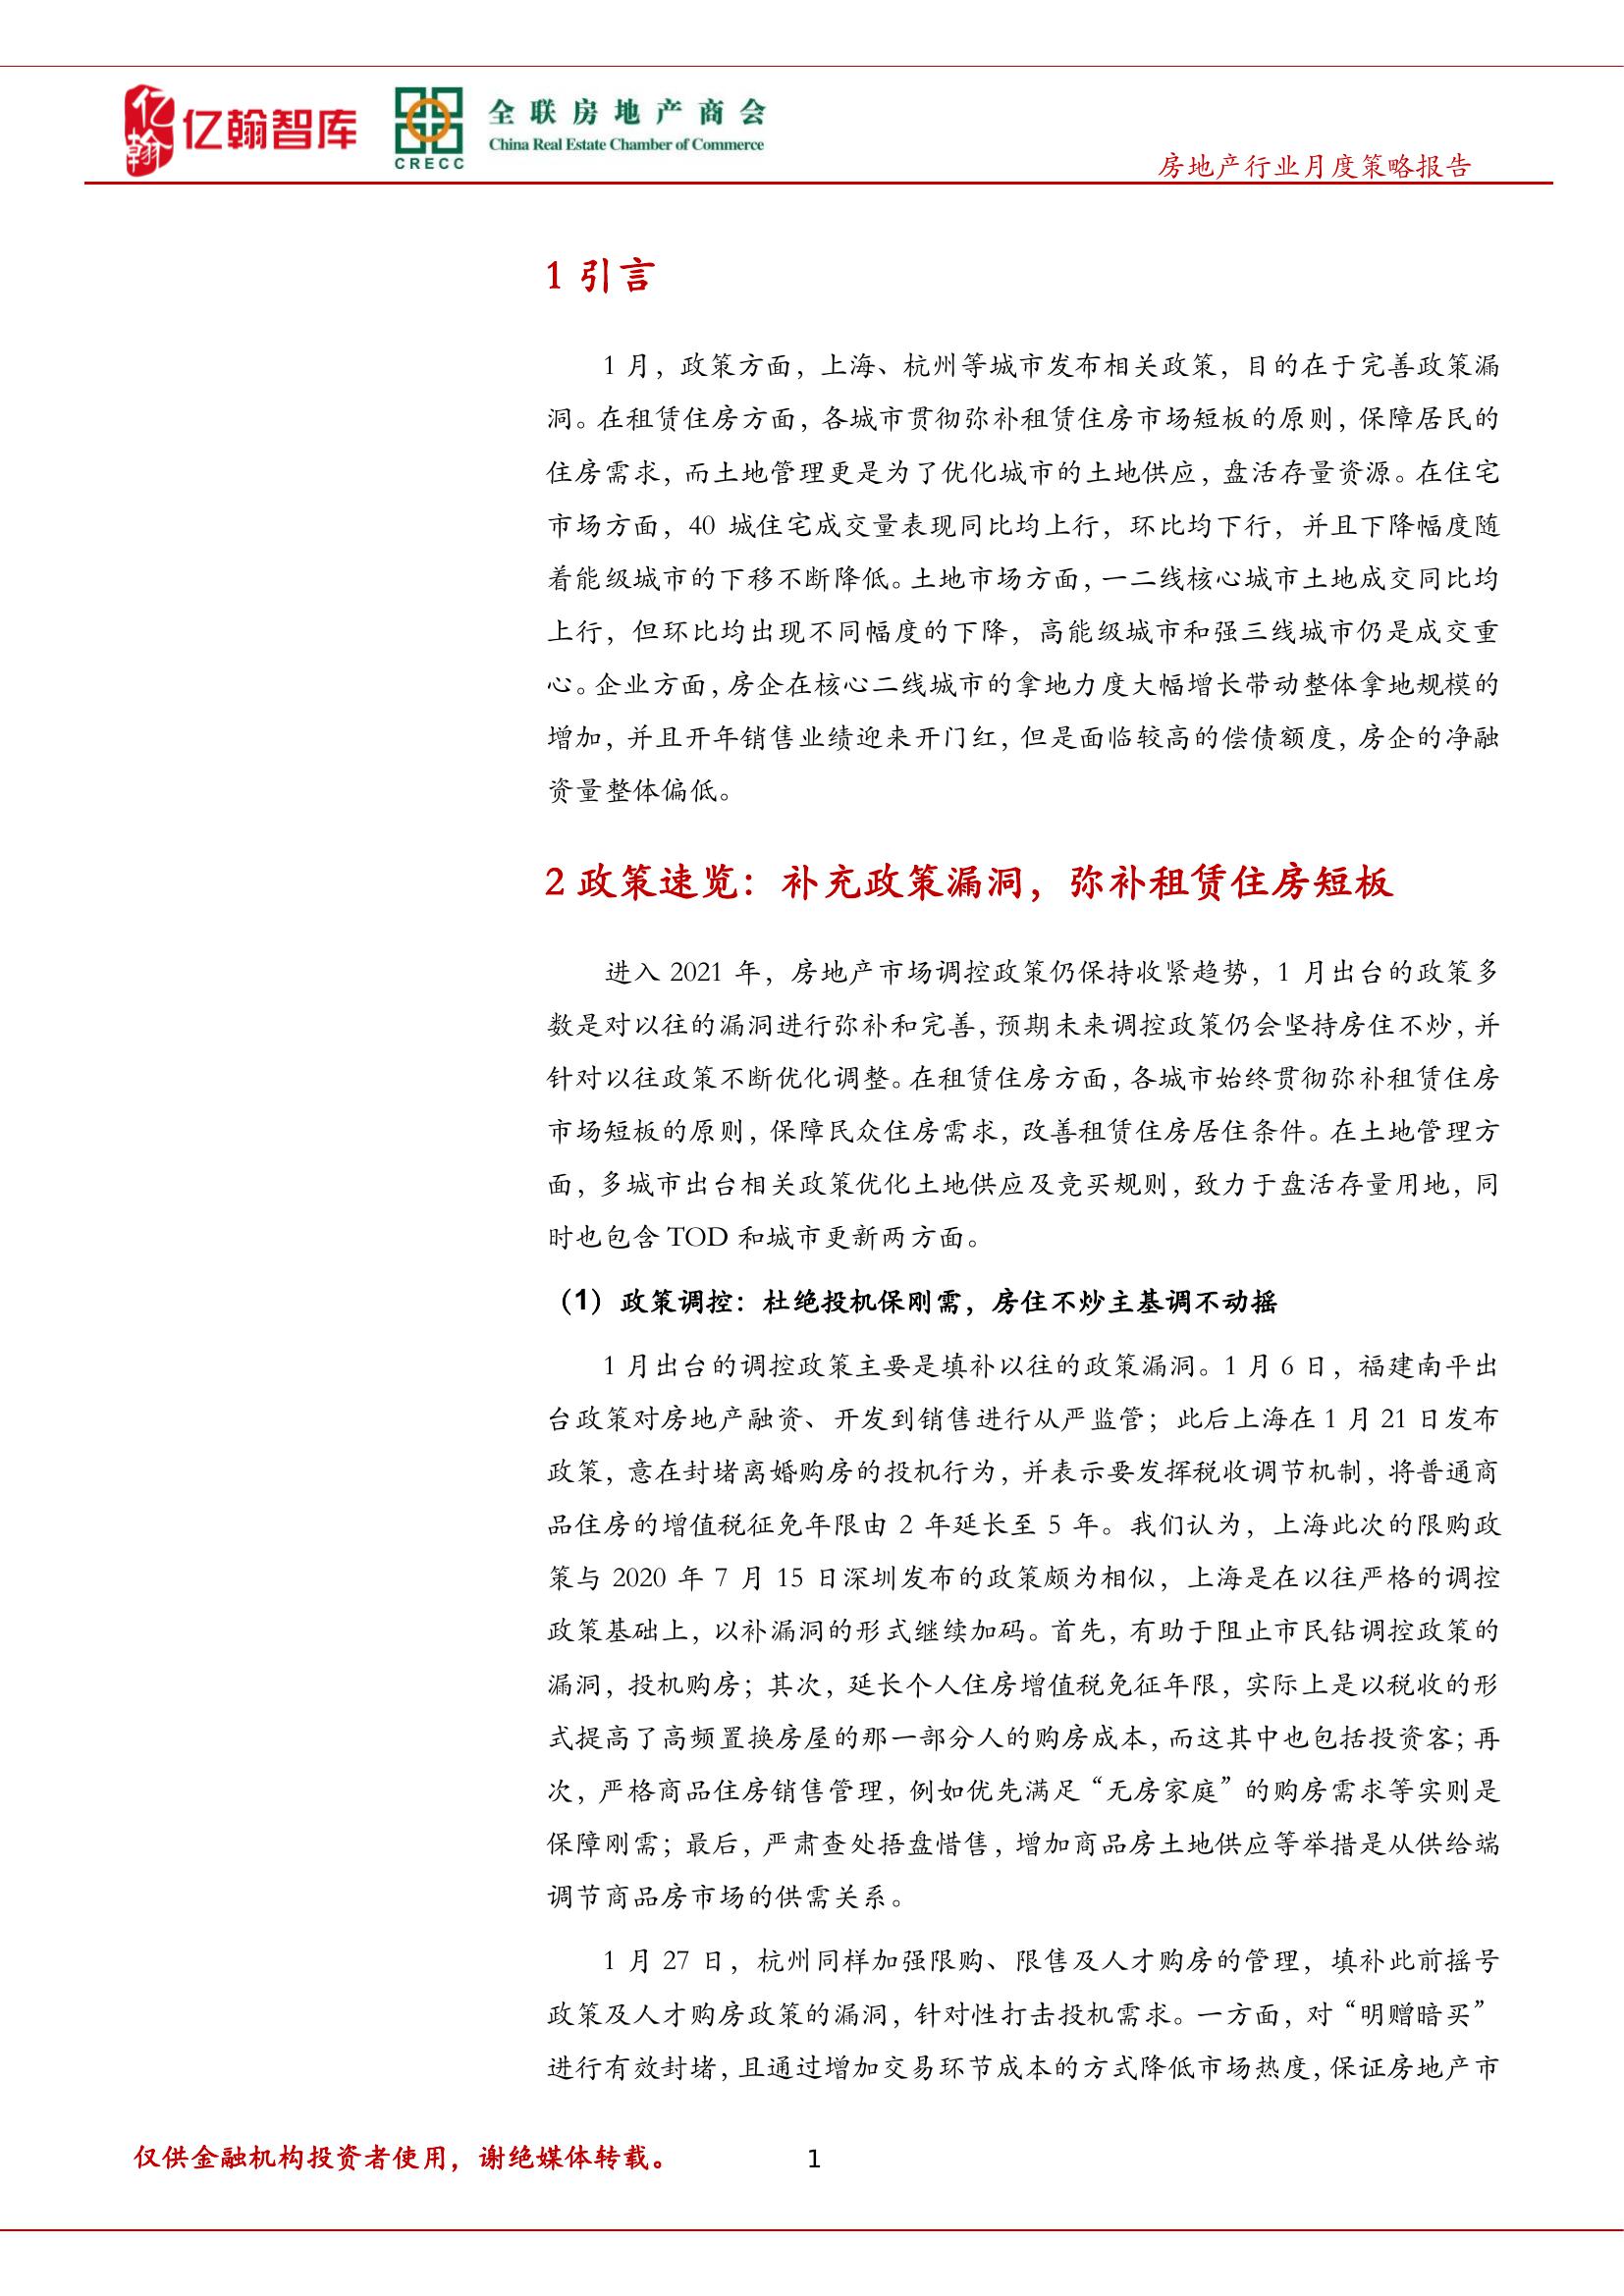 亿翰
亿翰智库
CRECC
全联房地产商会
China Real Estate Chamber of Commerce
房地产行业月度策略报告
1 引言
1 月，政策方面，上海、杭州等城市发布相关政策，目的在于完善政策漏
洞。在租赁住房方面，各城市贯彻弥补租赁住房市场短板的原则，保障居民的
住房需求，而土地管理更是为了优化城市的土地供应，盘活存量资源。在住宅
市场方面，40 城住宅成交量表现同比均上行，环比均下行，并且下降幅度随
着能级城市的下移不断降低。土地市场方面，一二线核心城市土地成交同比均
上行，但环比均出现不同幅度的下降，高能级城市和强三线城市仍是成交重
心。企业方面，房企在核心二线城市的拿地力度大幅增长带动整体拿地规模的
增加，并且开年销售业绩迎来开门红，但是面临较高的偿债额度，房企的净融
资量整体偏低。
2 政策速览：补充政策漏洞，弥补租赁住房短板
进入 2021 年，房地产市场调控政策仍保持收紧趋势，1 月出台的政策多
数是对以往的漏洞进行弥补和完善，预期未来调控政策仍会坚持房住不炒，并
针对以往政策不断优化调整。在租赁住房方面，各城市始终贯彻弥补租赁住房
市场短板的原则，保障民众住房需求，改善租赁住房居住条件。在土地管理方
面，多城市出台相关政策优化土地供应及竞买规则，致力于盘活存量用地，同
时也包含 TOD 和城市更新两方面。
（1）政策调控：杜绝投机保刚需，房住不炒主基调不动摇
1 月出台的调控政策主要是填补以往的政策漏洞。1 月 6 日，福建南平出
台政策对房地产融资、开发到销售进行从严监管；此后上海在 1 月 21 日发布
政策，意在封堵离婚购房的投机行为，并表示要发挥税收调节机制，将普通商
品住房的增值税征免年限由 2 年延长至 5 年。我们认为，上海此次的限购政
策与 2020 年 7 月 15 日深圳发布的政策颇为相似，上海是在以往严格的调控
政策基础上，以补漏洞的形式继续加码。首先，有助于阻止市民钻调控政策的
漏洞，投机购房；其次，延长个人住房增值税免征年限，实际上是以税收的形
式提高了高频置换房屋的那一部分人的购房成本，而这其中也包括投资客；再
次，严格商品住房销售管理，例如优先满足“无房家庭”的购房需求等实则是
保障刚需；最后，严肃查处捂盘惜售，增加商品房土地供应等举措是从供给端
调节商品房市场的供需关系。
1 月 27 日，杭州同样加强限购、限售及人才购房的管理，填补此前摇号
政策及人才购房政策的漏洞，针对性打击投机需求。一方面，对“明赠暗买”
进行有效封堵，且通过增加交易环节成本的方式降低市场热度，保证房地产市
仅供金融机构投资者使用，谢绝媒体转载。
1